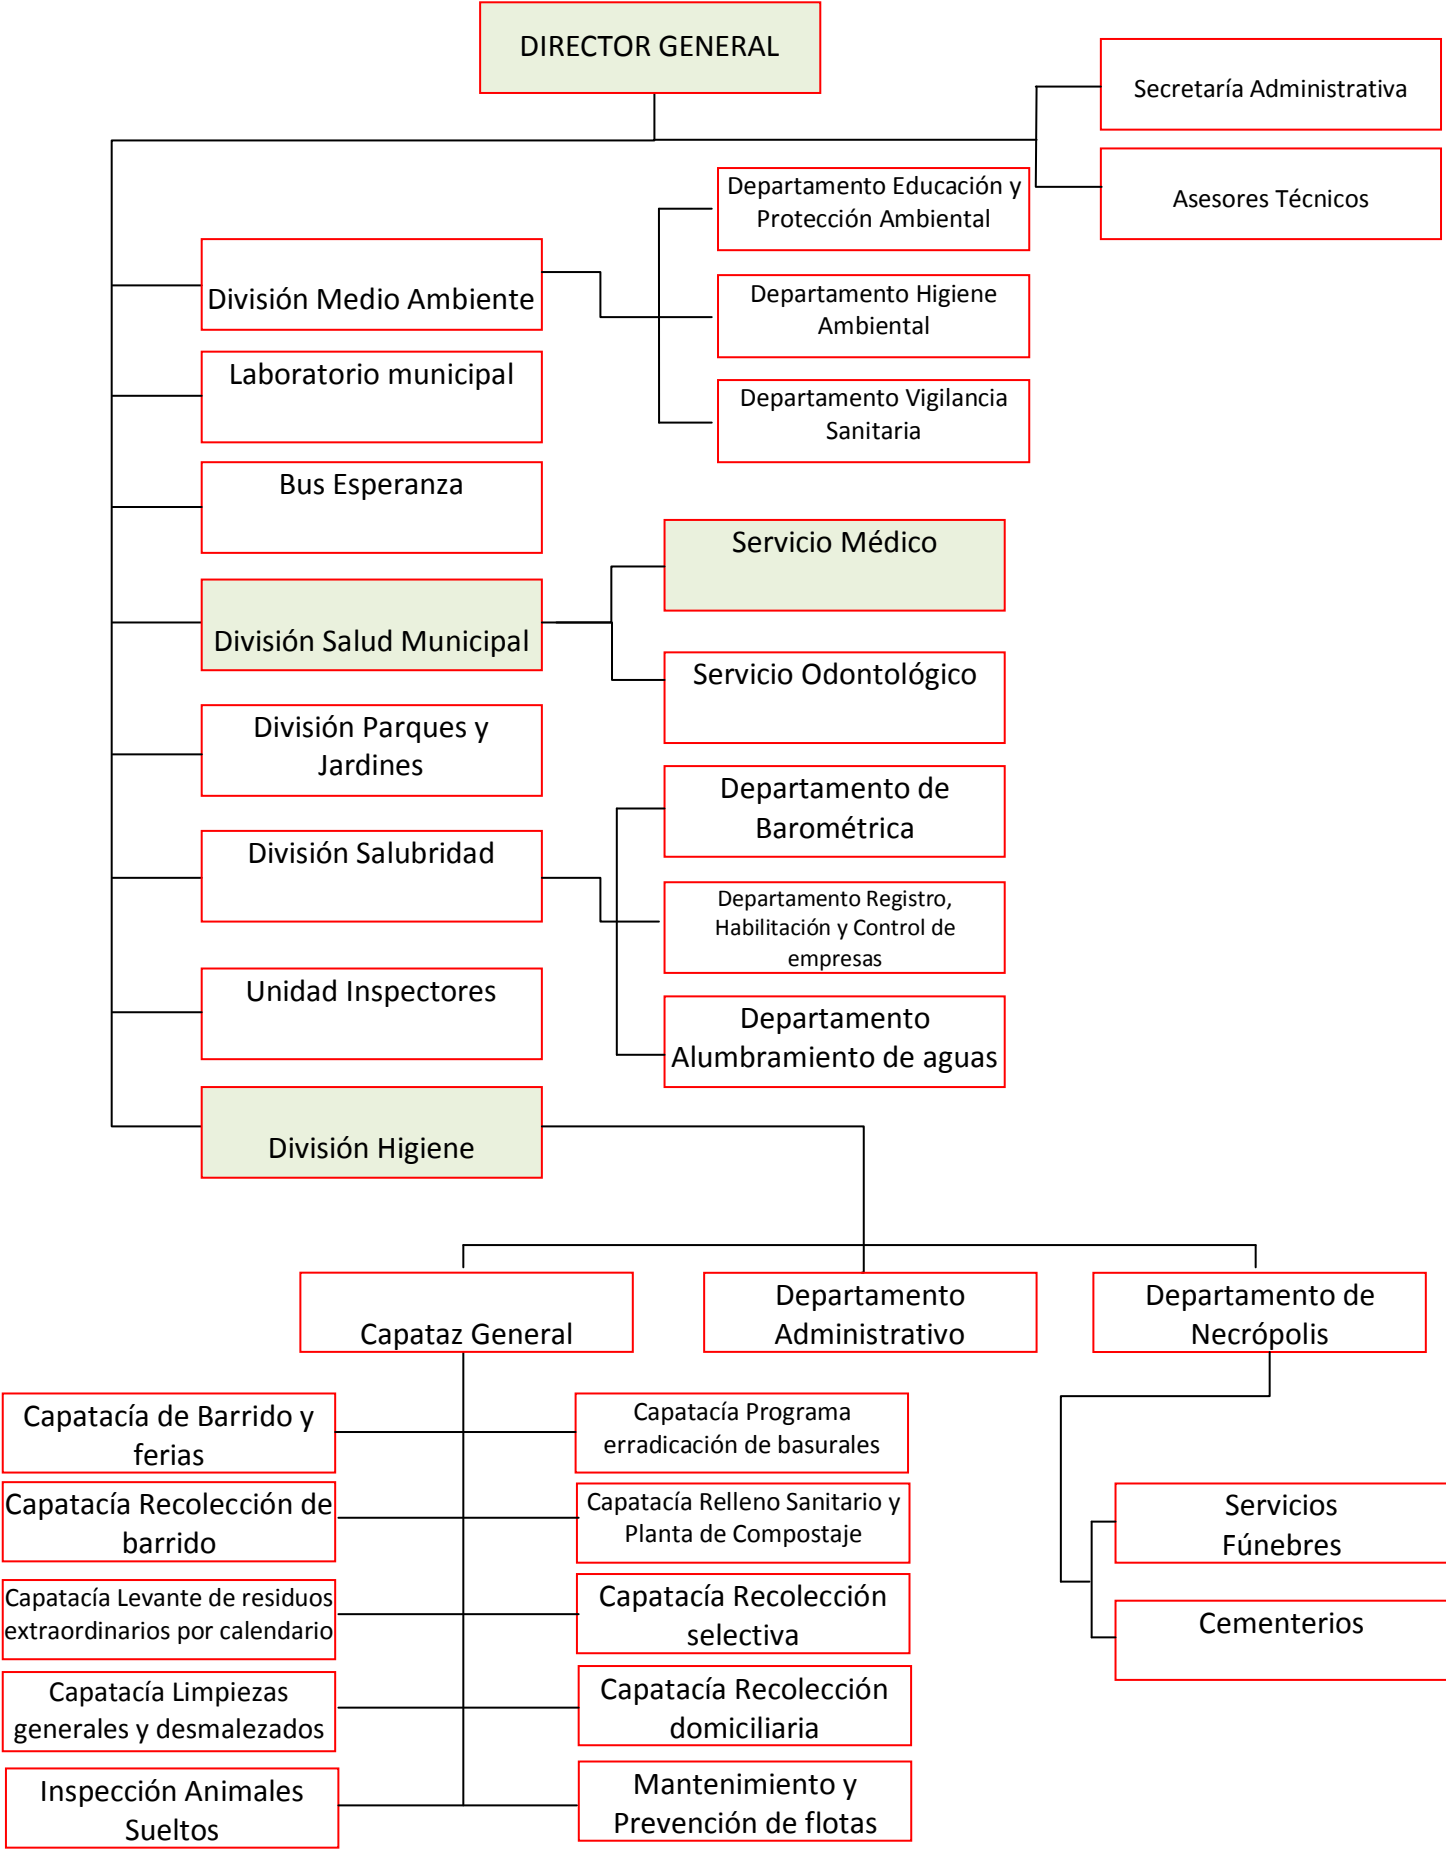 DIRECTOR GENERAL
Secretaría Administrativa
Asesores Técnicos
Departamento Educación y
Protección Ambiental
División Medio Ambiente
Departamento Higiene
Ambiental
Laboratorio municipal
Departamento Vigilancia
Sanitaria
Bus Esperanza
Servicio Médico
División Salud Municipal
Servicio Odontológico
División Parques y
Jardines
Departamento de
Barométrica
División Salubridad
Departamento Registro,
Habilitación y Control de
empresas
Unidad Inspectores
Departamento
Alumbramiento de aguas
División Higiene
Capataz General
Departamento
Administrativo
Departamento de
Necrópolis
Capatacía de Barrido y
ferias
Capatacía Programa
erradicación de basurales
Capatacía Recolección de
barrido
Capatacía Relleno Sanitario y
Planta de Compostaje
Servicios
Fúnebres
Capatacía Levante de residuos
extraordinarios por calendario
Capatacía Recolección
selectiva
Cementerios
Capatacía Limpiezas
generales y desmalezados
Capatacía Recolección
domiciliaria
Inspección Animales
Sueltos
Mantenimiento y
Prevención de flotas